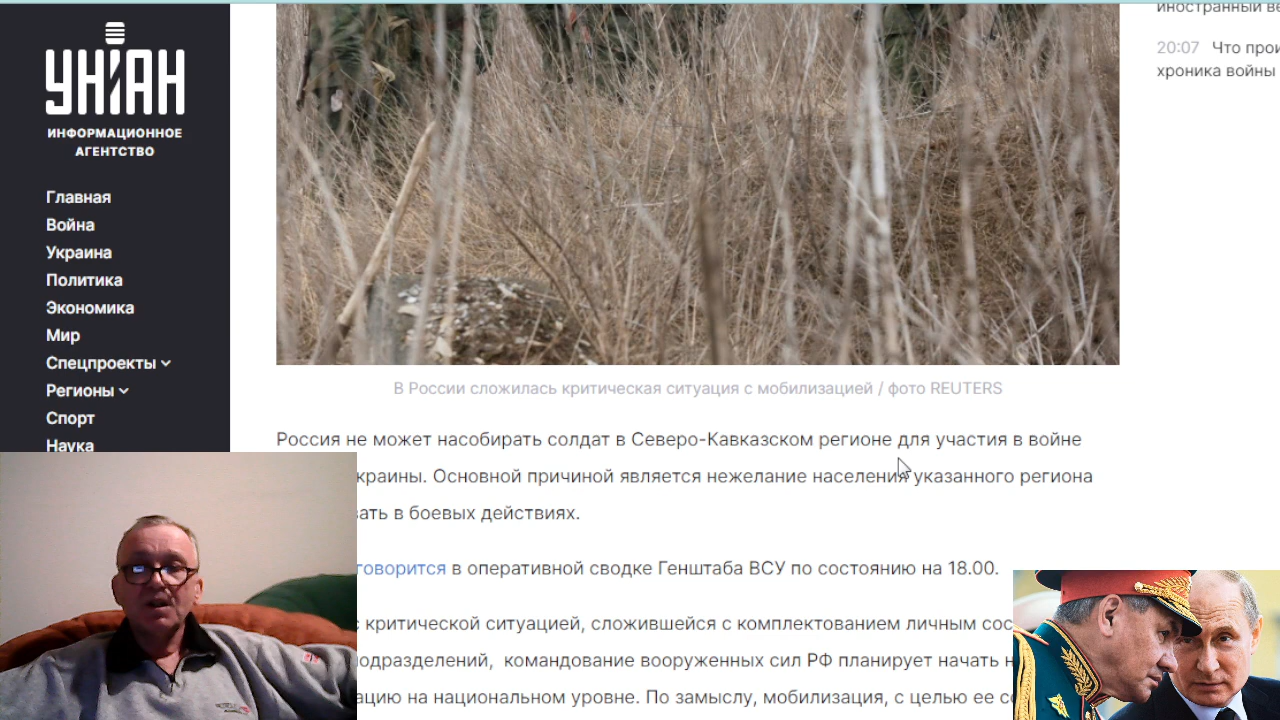 УНІАН
ИНФОРМАЦИОННОЕ
АГЕНТСТВО
Главная
Война
Украина
Политика
Экономика
Мир
Спецпроекты
Регионы
Спорт
Наука
В России сложилась критическая ситуация с мобилизацией / фото REUTERS
Россия не может насобирать солдат в Северо-Кавказском регионе для участия в войне
краины. Основной причиной является нежелание населения указанного региона
ать в боевых действиях.
говорится в оперативной сводке Генштаба ВСУ по состоянию на 18.00.
с критической ситуацией, сложившейся с комплектованием личным сос
подразделений, командование вооруженных сил РФ планирует начать н
ацию на национальном уровне. По замыслу, мобилизация, с целью ее со
иностранный ве
20:07 Что прои
хроника войны